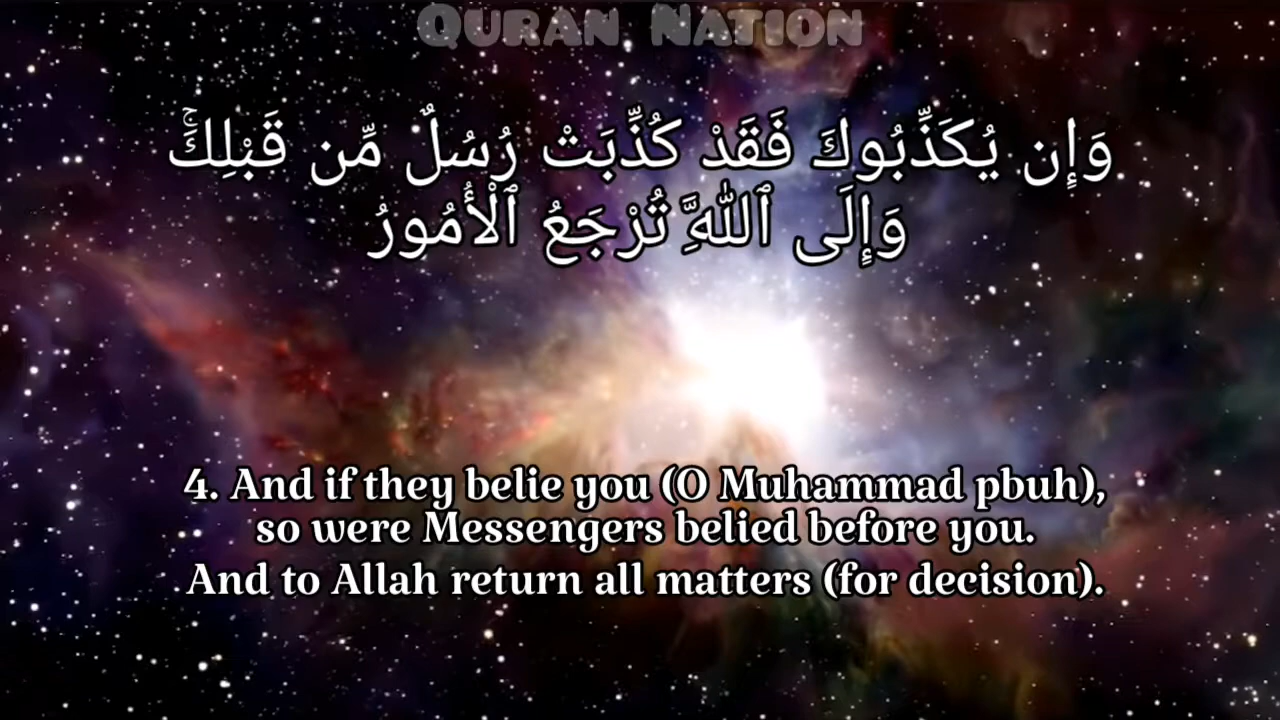 QURAN NATION
وَإِن يُكَذِّبُوكَ فَقَدْ كُذِّبَتْ رُسُلٌ مِّن قَبْلِكَ ۚ
وَإِلَى ٱللَّهِ تُرْجَعُ ٱلْأُمُورُ
4. And if they belie you (O Muhammad pbuh),
so were Messengers belied before you.
And to Allah return all matters (for decision).